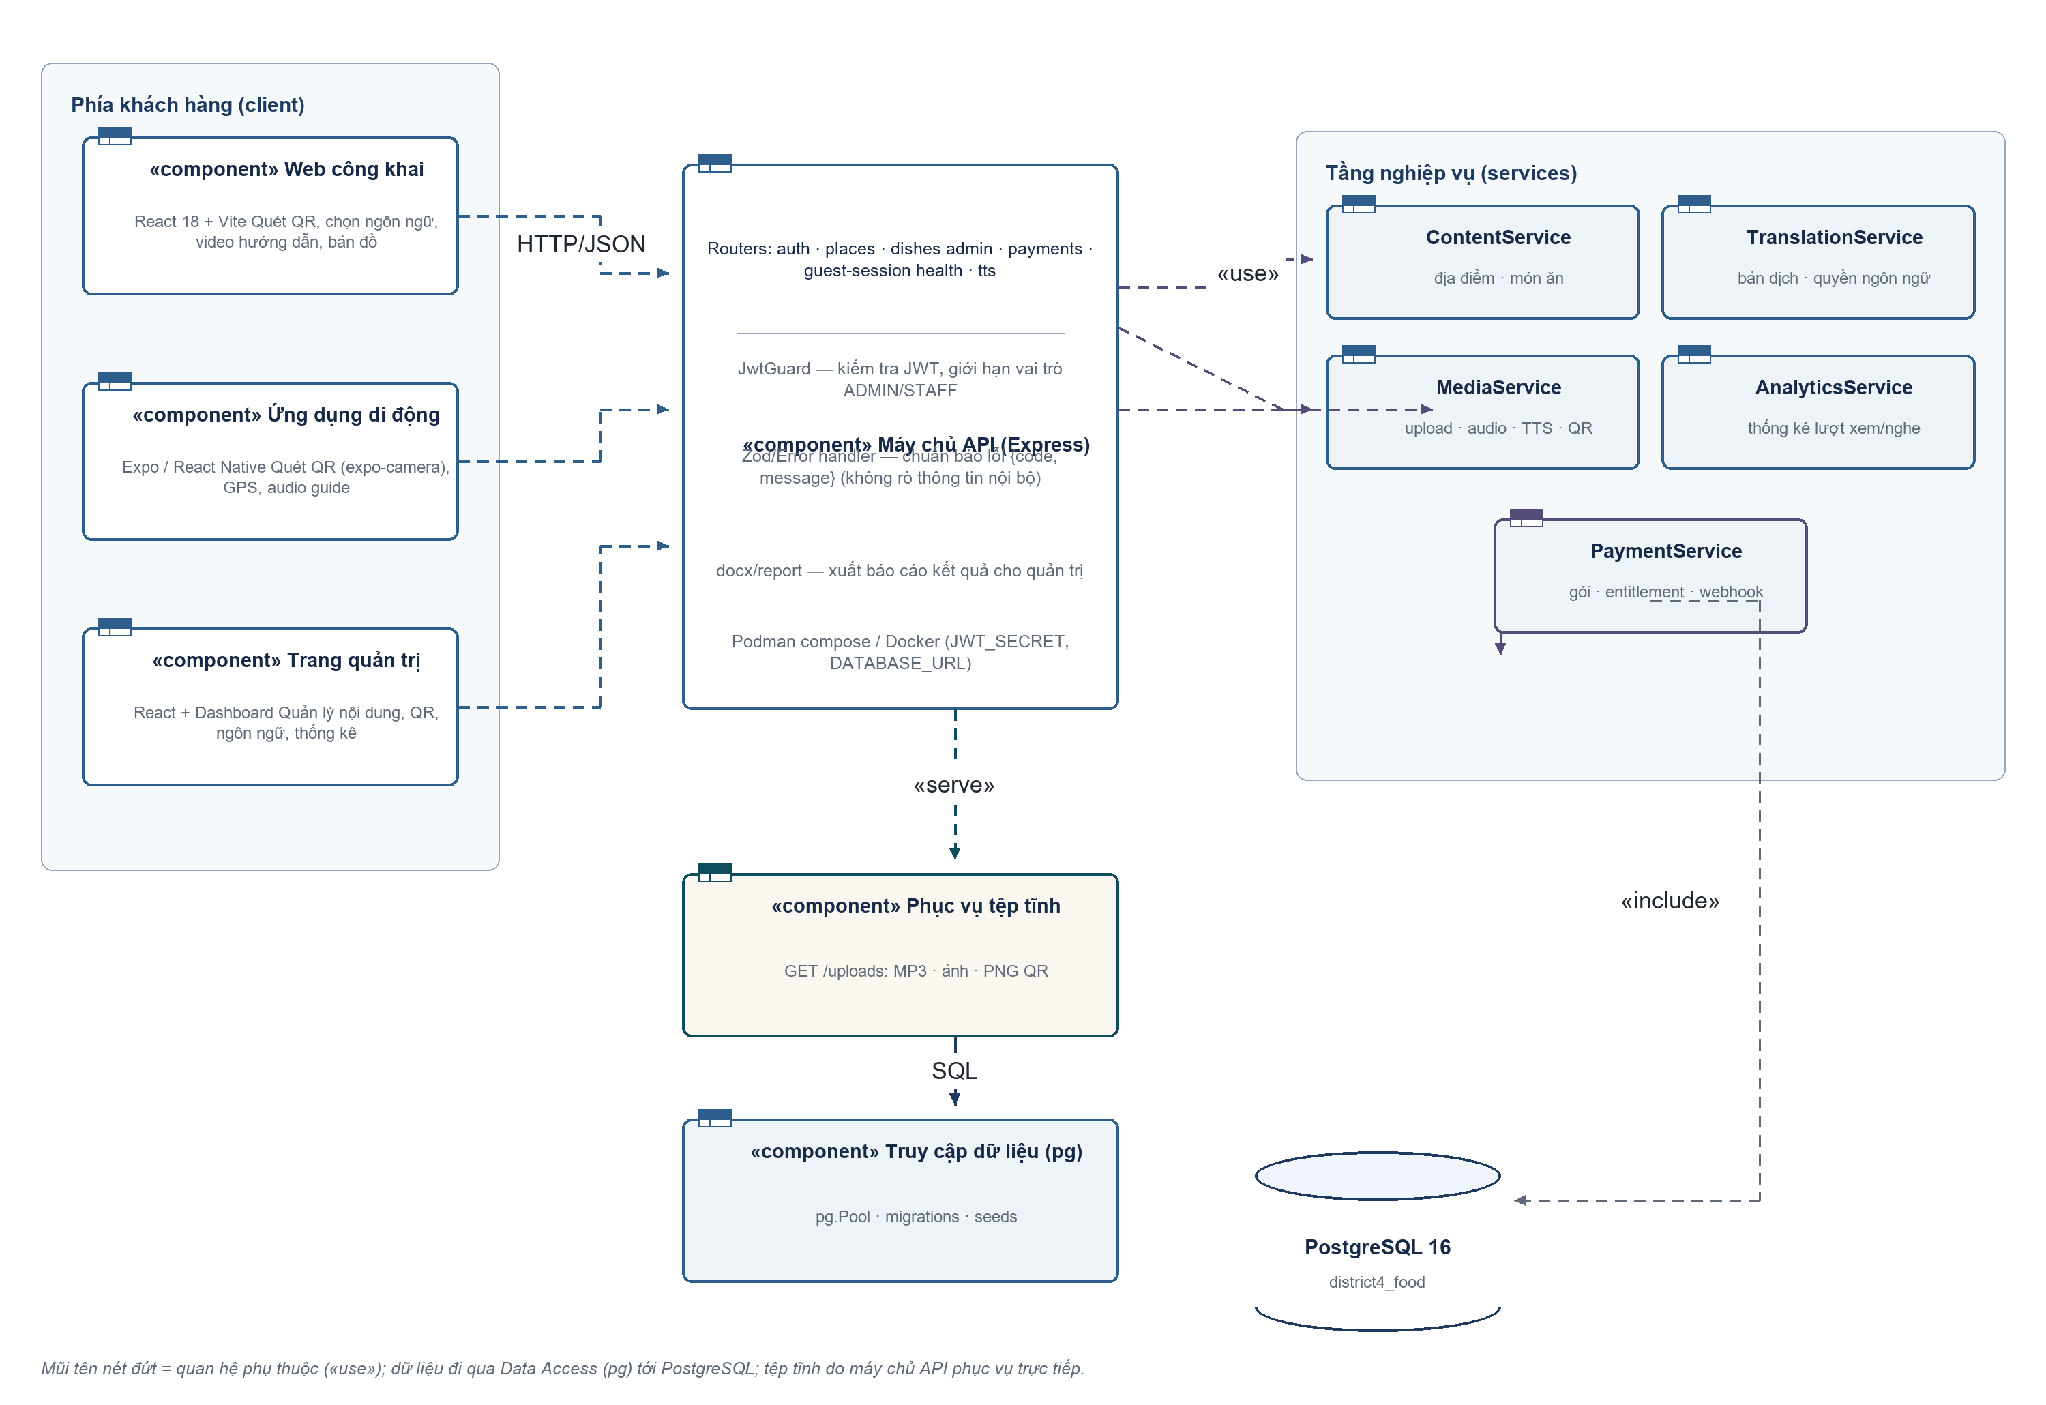 Phía khách hàng (client)
«component» Web công khai
React 18 + Vite Quét QR, chọn ngôn ngữ,
video hướng dẫn, bản đồ
«component» Ứng dụng di động
Expo / React Native Quét QR (expo-camera),
GPS, audio guide
«component» Trang quản trị
React + Dashboard Quản lý nội dung, QR,
ngôn ngữ, thống kê
HTTP/JSON
Routers: auth · places · dishes admin · payments ·
guest-session health · tts
JwtGuard — kiểm tra JWT, giới hạn vai trò
ADMIN/STAFF
«component» Máy chủ API (Express)
Zod/Error handler — chuẩn báo lỗi {code,
message} (không rò thông tin nội bộ)
docx/report — xuất báo cáo kết quả cho quản trị
Podman compose / Docker (JWT_SECRET,
DATABASE_URL)
«use»
Tầng nghiệp vụ (services)
ContentService
địa điểm · món ăn
TranslationService
bản dịch · quyền ngôn ngữ
MediaService
upload · audio · TTS · QR
AnalyticsService
thống kê lượt xem/nghe
PaymentService
gói · entitlement · webhook
«serve»
«component» Phục vụ tệp tĩnh
GET /uploads: MP3 · ảnh · PNG QR
«include»
SQL
«component» Truy cập dữ liệu (pg)
pg.Pool · migrations · seeds
PostgreSQL 16
district4_food
Mũi tên nét đứt = quan hệ phụ thuộc («use»); dữ liệu đi qua Data Access (pg) tới PostgreSQL; tệp tĩnh do máy chủ API phục vụ trực tiếp.